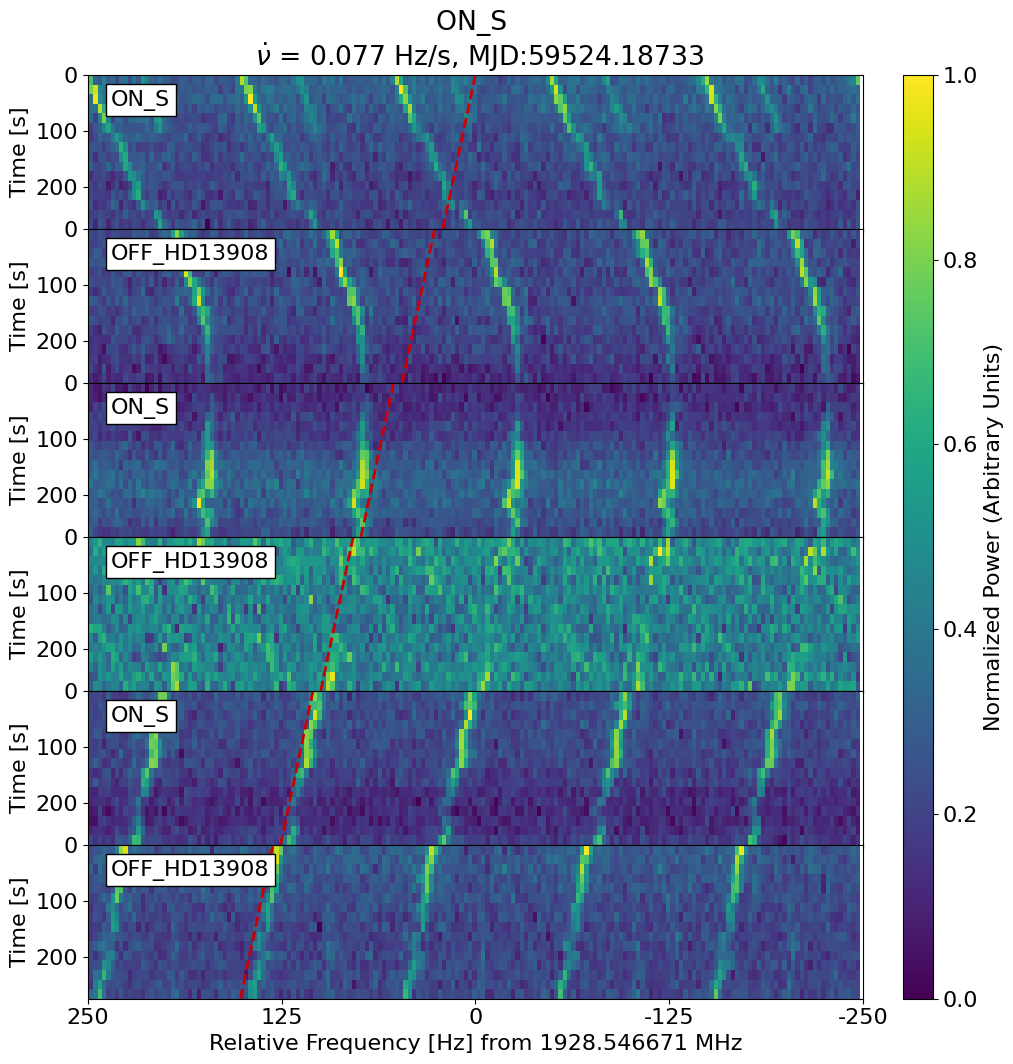 ON_S
ν̇ = 0.077 Hz/s, MJD:59524.18733
0
100
200
Time [s]
ON_S
0
100
200
Time [s]
OFF_HD13908
0
100
200
Time [s]
ON_S
0
100
200
Time [s]
OFF_HD13908
0
100
200
Time [s]
ON_S
0
100
200
Time [s]
OFF_HD13908
250 125 0 -125 -250
Relative Frequency [Hz] from 1928.546671 MHz
1.0
0.8
0.6
0.4
0.2
0.0
Normalized Power (Arbitrary Units)